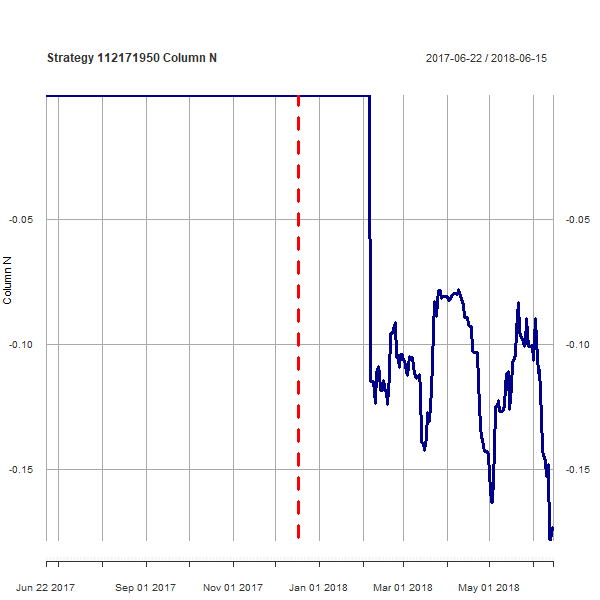 Strategy 112171950 Column N
2017-06-22 / 2018-06-15
-0.05
-0.05
Column N
-0.10
-0.10
-0.15
-0.15
Jun 22 2017
Sep 01 2017
Nov 01 2017
Jan 01 2018
Mar 01 2018
May 01 2018